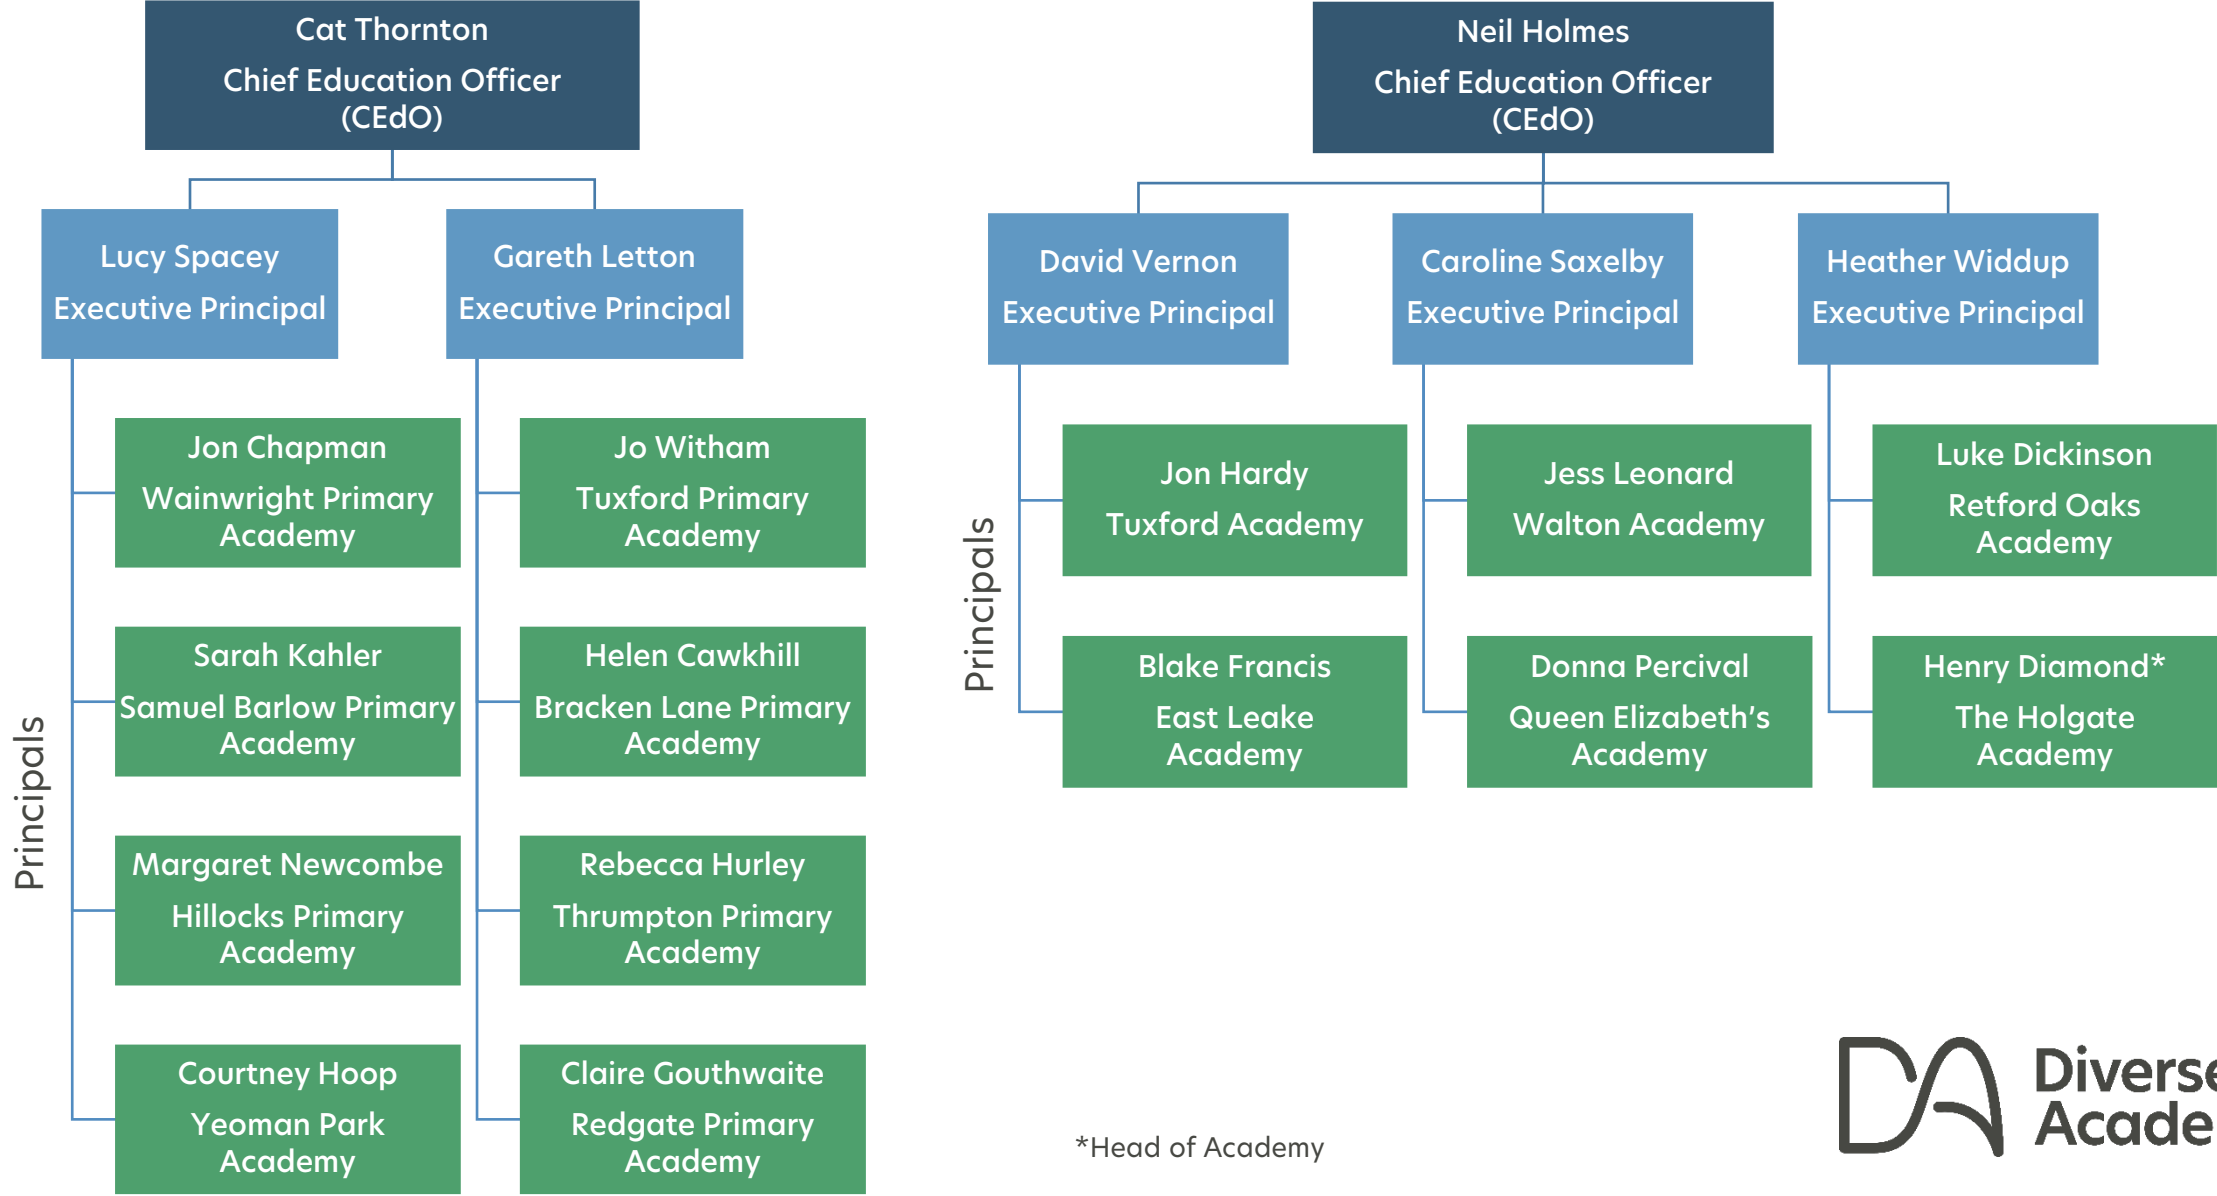 Cat Thornton
Chief Education Officer
(CEdO)
Lucy Spacey
Executive Principal
Gareth Letton
Executive Principal
Principals
Jon Chapman
Wainwright Primary
Academy
Jo Witham
Tuxford Primary
Academy
Sarah Kahler
Samuel Barlow Primary
Academy
Helen Cawkhill
Bracken Lane Primary
Academy
Margaret Newcombe
Hillocks Primary
Academy
Rebecca Hurley
Thrumpton Primary
Academy
Courtney Hoop
Yeoman Park
Academy
Claire Gouthwaite
Redgate Primary
Academy
Neil Holmes
Chief Education Officer
(CEdO)
David Vernon
Executive Principal
Caroline Saxelby
Executive Principal
Heather Widdup
Executive Principal
Principals
Jon Hardy
Tuxford Academy
Jess Leonard
Walton Academy
Luke Dickinson
Retford Oaks
Academy
Blake Francis
East Leake
Academy
Donna Percival
Queen Elizabeth's
Academy
Henry Diamond*
The Holgate
Academy
*Head of Academy
DA
Diverse
Acade